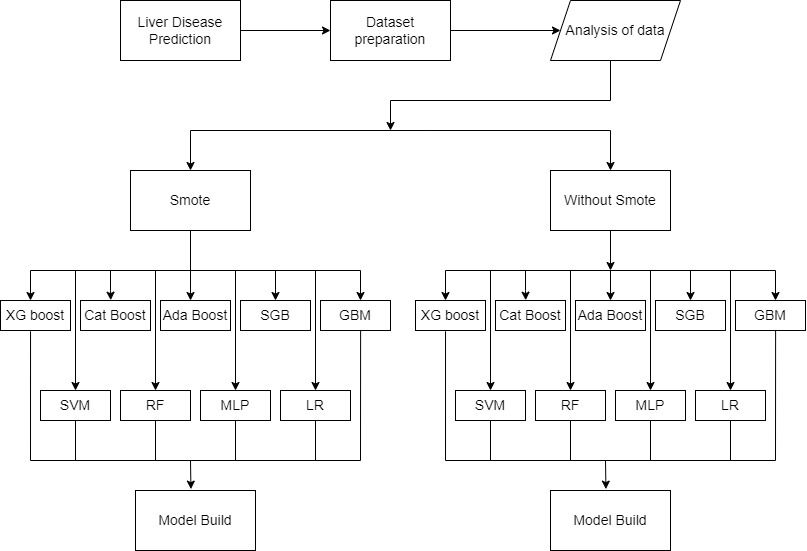 Liver Disease
Prediction
Dataset
preparation
Analysis of data
Smote
Without Smote
XG boost
Cat Boost
Ada Boost
SGB
GBM
XG boost
Cat Boost
Ada Boost
SGB
GBM
SVM
RF
MLP
LR
SVM
RF
MLP
LR
Model Build
Model Build